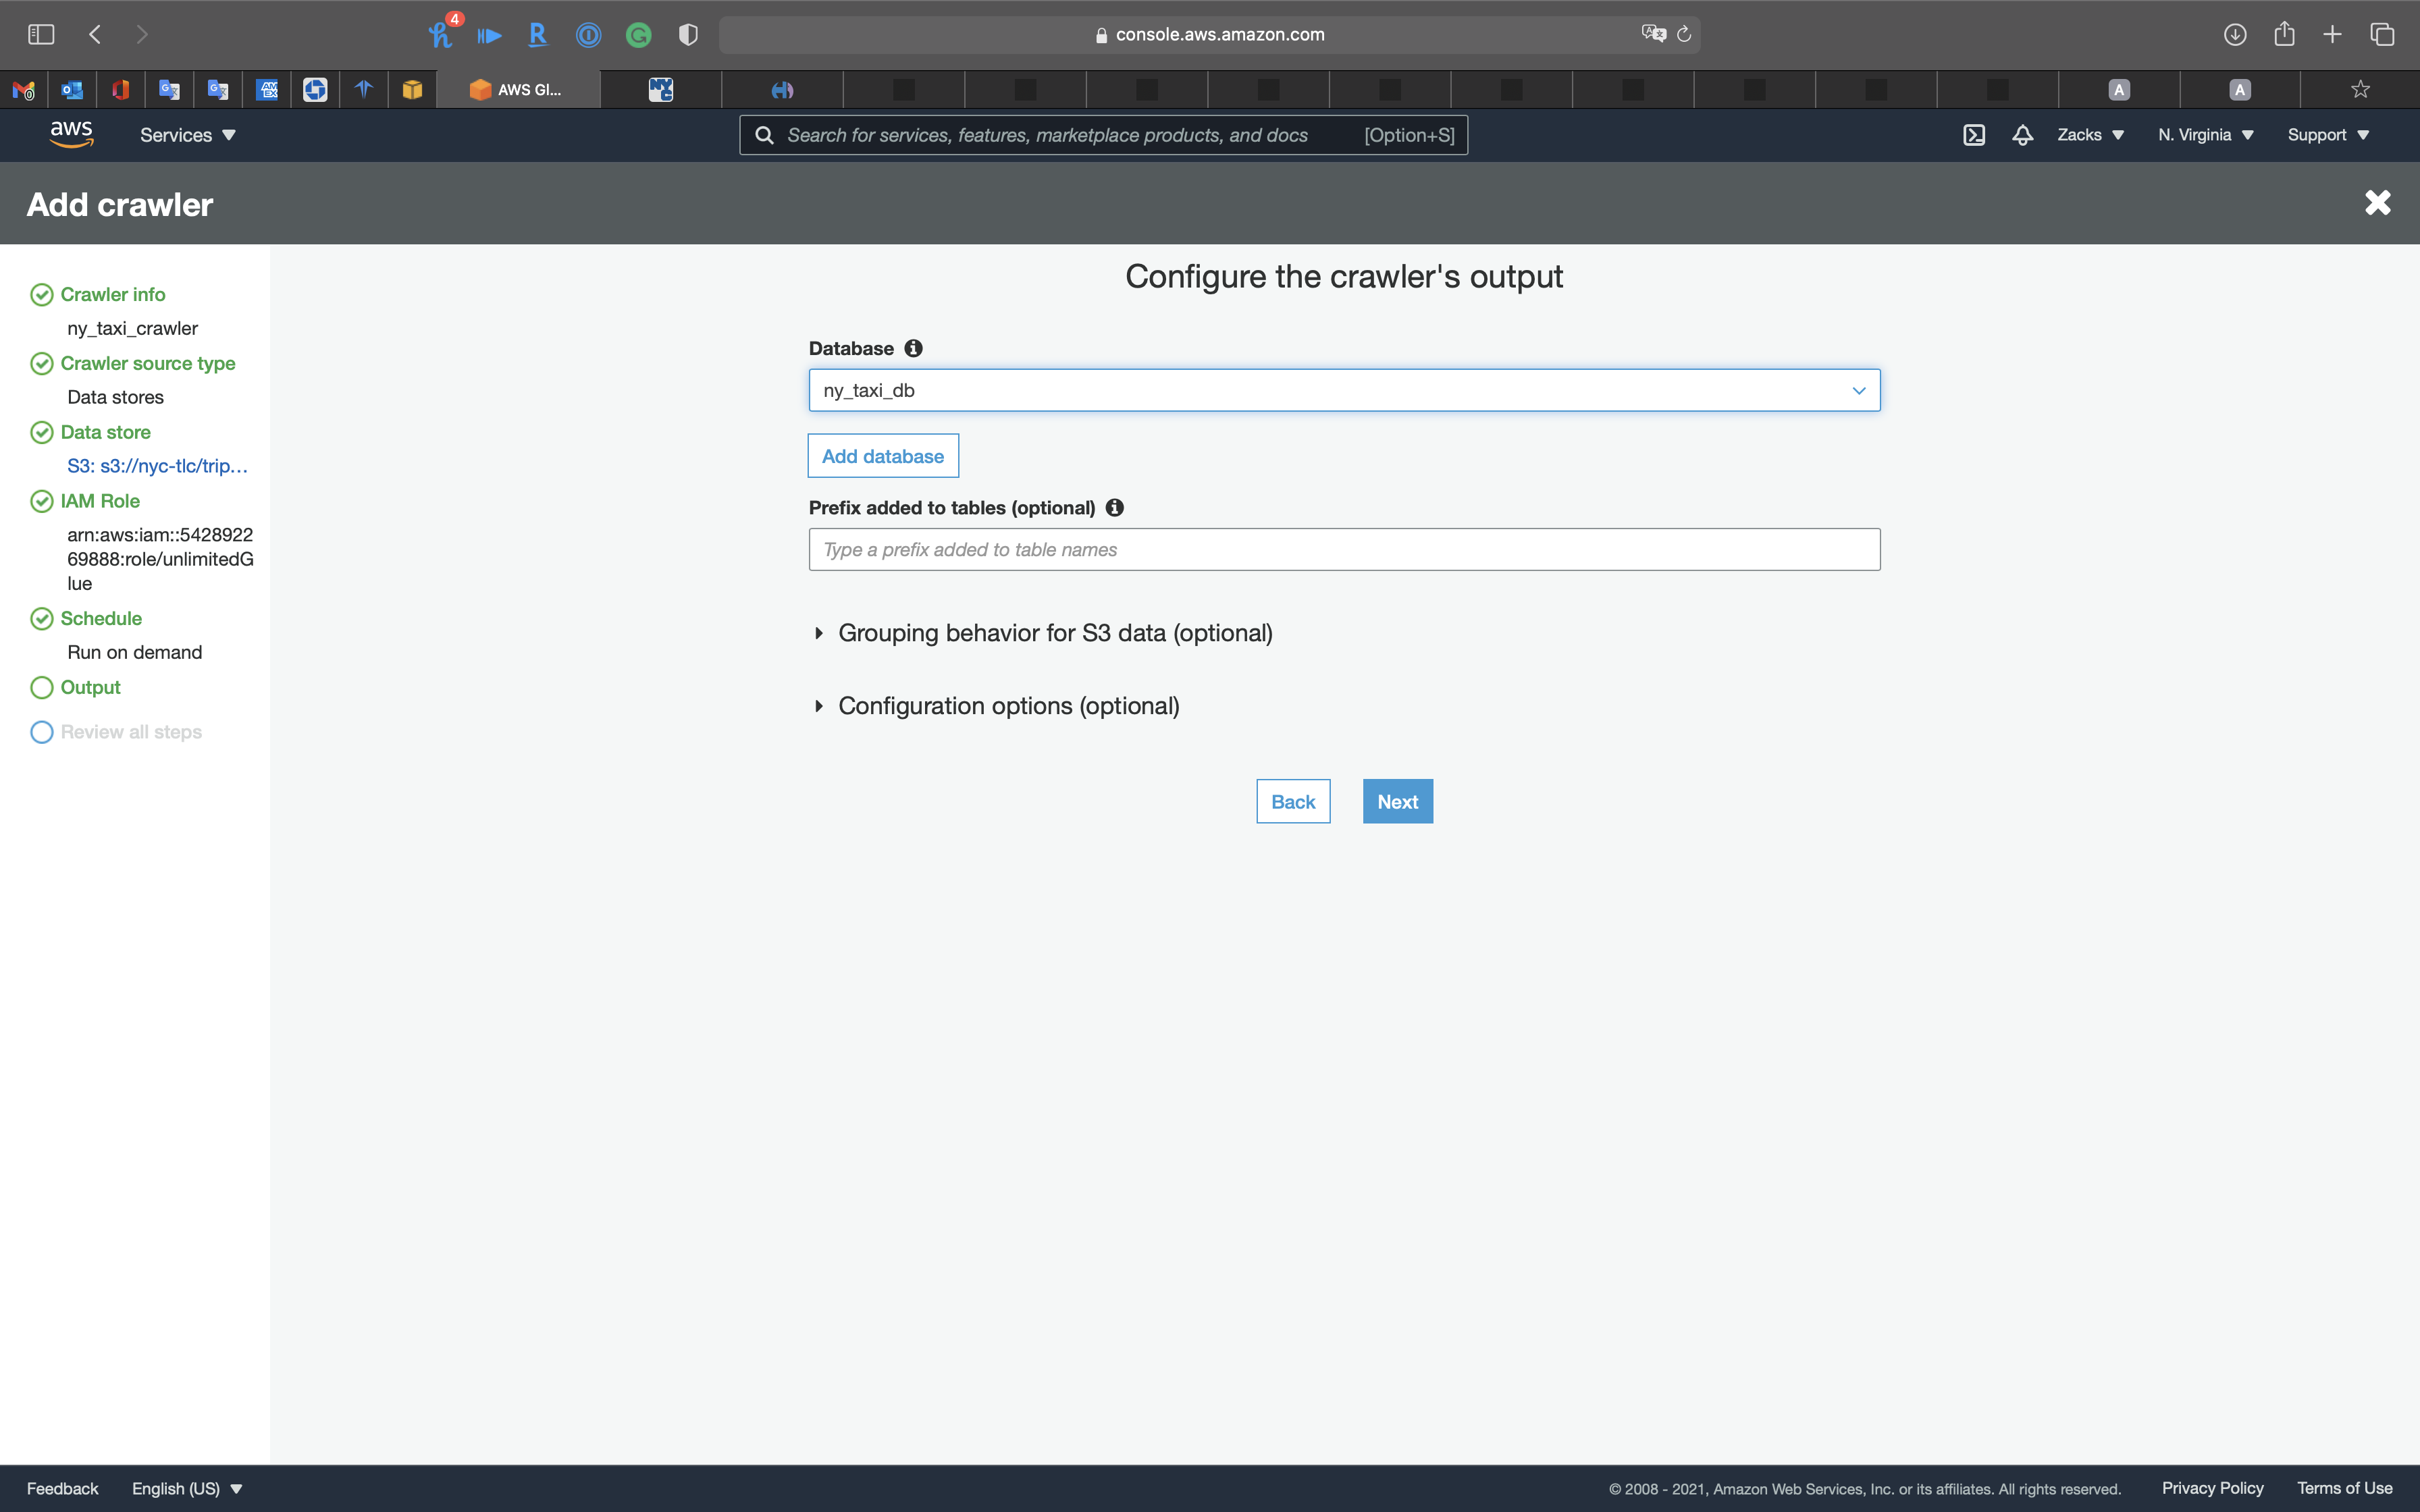 4
console.aws.amazon.com
AWS Gl...
A
A
aws
Services
Search for services, features, marketplace products, and docs [Option+S]
Zacks
N. Virginia
Support
Add crawler
Crawler info
ny_taxi_crawler
Crawler source type
Data stores
Data store
S3: s3://nyc-tlc/trip...
IAM Role
arn:aws:iam::5428922
69888:role/unlimitedG
lue
Schedule
Run on demand
Output
Review all steps
Configure the crawler's output
Database
ny_taxi_db
Add database
Prefix added to tables (optional)
Type a prefix added to table names
Grouping behavior for S3 data (optional)
Configuration options (optional)
Back
Next
Feedback
English (US)
© 2008 - 2021, Amazon Web Services, Inc. or its affiliates. All rights reserved.
Privacy Policy
Terms of Use